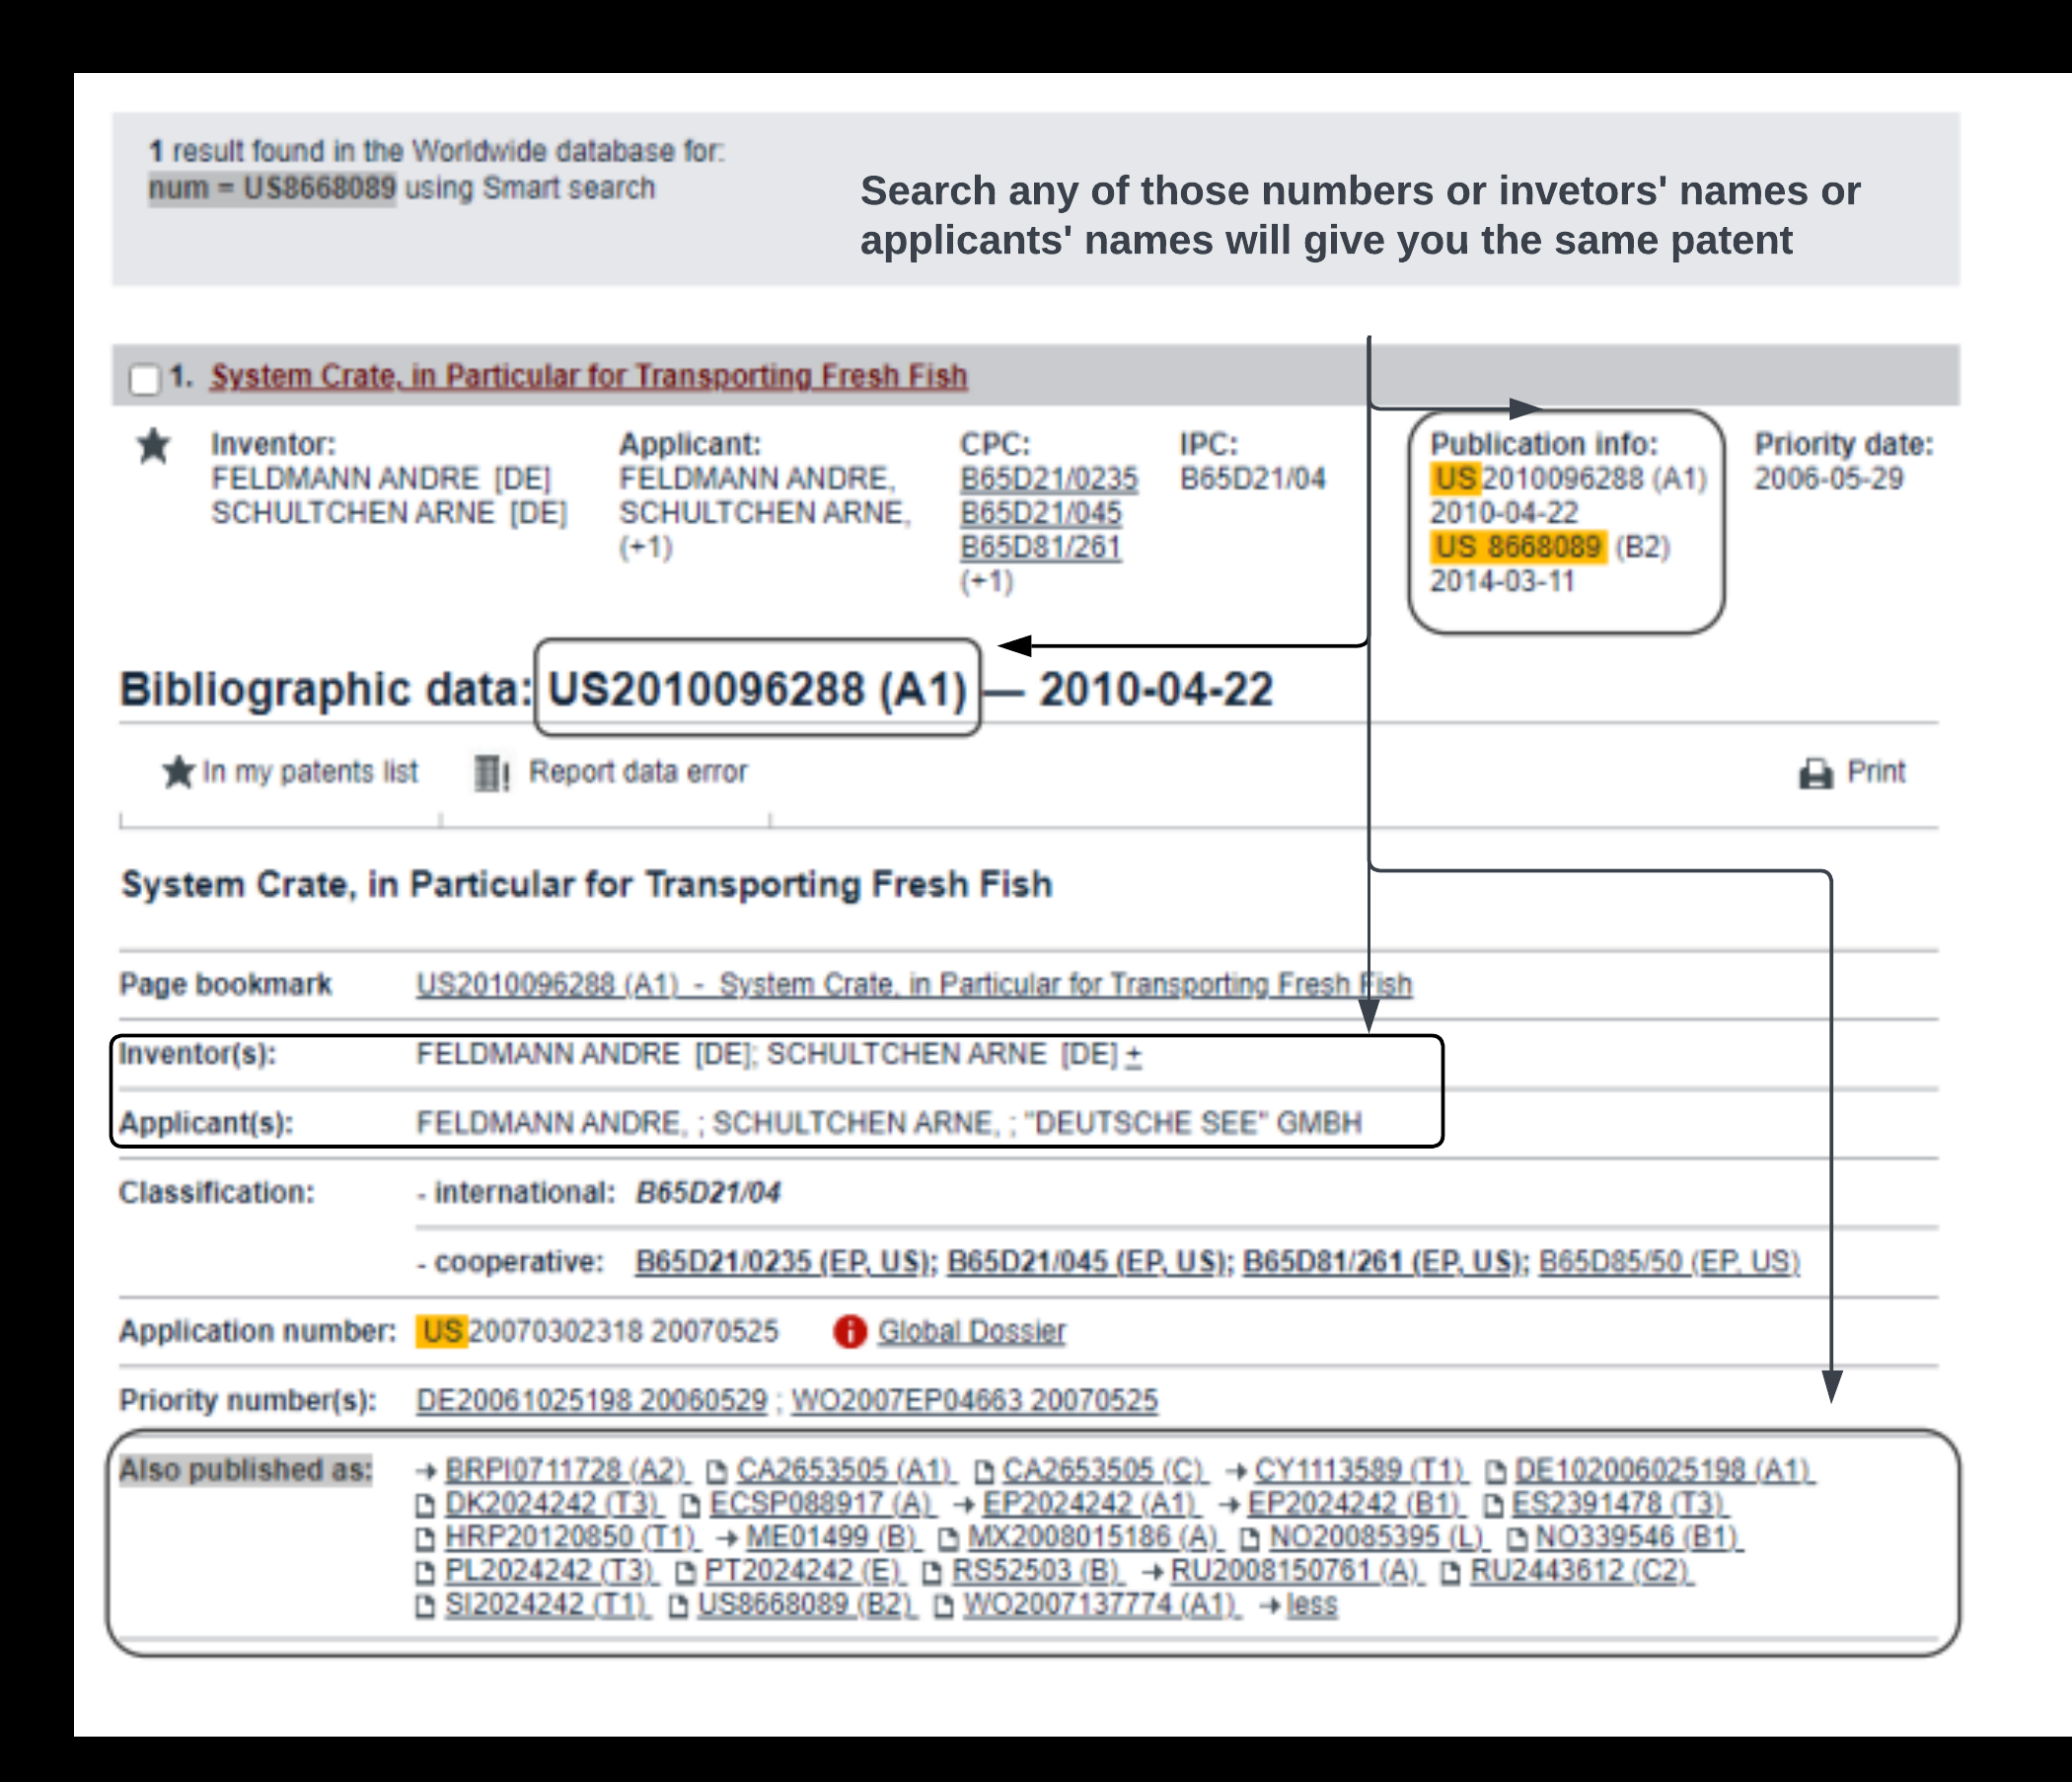 1 result found in the Worldwide database for:
num = US8668089 using Smart search
Search any of those numbers or invetors' names or
applicants' names will give you the same patent
1. System Crate, in Particular for Transporting Fresh Fish
Inventor:
FELDMANN ANDRE [DE]
SCHULTCHEN ARNE [DE]
Applicant:
FELDMANN ANDRE,
SCHULTCHEN ARNE,
(+1)
CPC:
B65D21/0235
B65D21/045
B65D81/261
(+1)
IPC:
B65D21/04
Publication info:
US2010096288 (A1)
2010-04-22
US 8668089 (B2)
2014-03-11
Priority date:
2006-05-29
Bibliographic data: US2010096288 (A1) — 2010-04-22
In my patents list Report data error Print
System Crate, in Particular for Transporting Fresh Fish
Page bookmark US2010096288 (A1) - System Crate, in Particular for Transporting Fresh Fish
Inventor(s): FELDMANN ANDRE [DE]; SCHULTCHEN ARNE [DE] +
Applicant(s): FELDMANN ANDRE, ; SCHULTCHEN ARNE, ; "DEUTSCHE SEE" GMBH
Classification: - international: B65D21/04
- cooperative: B65D21/0235 (EP, US); B65D21/045 (EP, US); B65D81/261 (EP, US); B65D85/50 (EP, US)
Application number: US20070302318 20070525 Global Dossier
Priority number(s): DE20061025198 20060529 ; WO2007EP04663 20070525
Also published as: → BRPI0711728 (A2) CA2653505 (A1) CA2653505 (C) → CY1113589 (T1) DE102006025198 (A1)
DK2024242 (T3) ECSP088917 (A) → EP2024242 (A1) → EP2024242 (B1) ES2391478 (T3)
HRP20120850 (T1) → ME01499 (B) MX2008015186 (A) NO20085395 (L) NO339546 (B1)
PL2024242 (T3) PT2024242 (E) RS52503 (B) → RU2008150761 (A) RU2443612 (C2)
SI2024242 (T1) US8668089 (B2) WO2007137774 (A1) → less